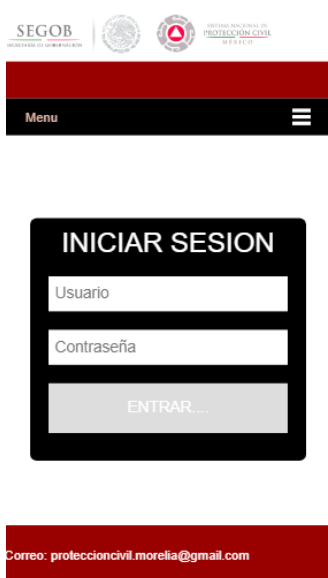 SEGOB
SECRETARÍA DE GOBERNACIÓN
SISTEMA NACIONAL DE
PROTECCIÓN CIVIL
MÉXICO
Menu
INICIAR SESION
Usuario
Contraseña
ENTRAR....
Correo: proteccioncivil.morelia@gmail.com